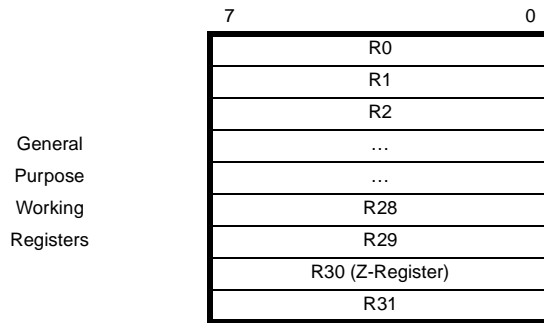 7 0
R0
R1
R2
General …
Purpose …
Working R28
Registers R29
R30 (Z-Register)
R31